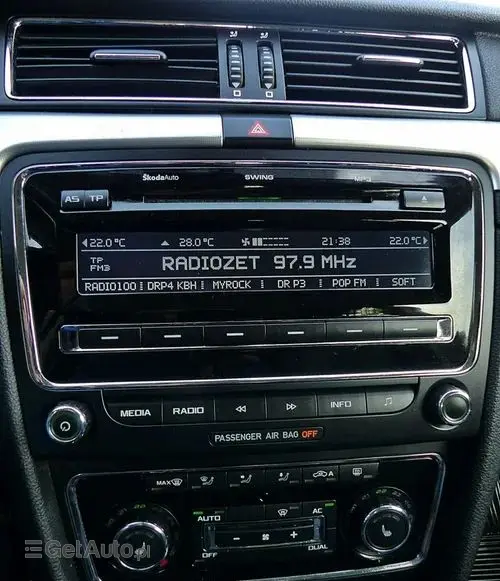 ŠkodaAuto SWING MP3
AS TP
22.0 °C 28.0°C 21:38 22.0°C
TP RADIOZET 97.9 MHz
FM3
RADIO100 DRP4 KBH MYROCK DR P3 POP FM SOFT
MEDIA RADIO INFO
PASSENGER AIR BAG OFF
MAX A
AUTO AC
OFF - + DUAL
GetAuto.pl